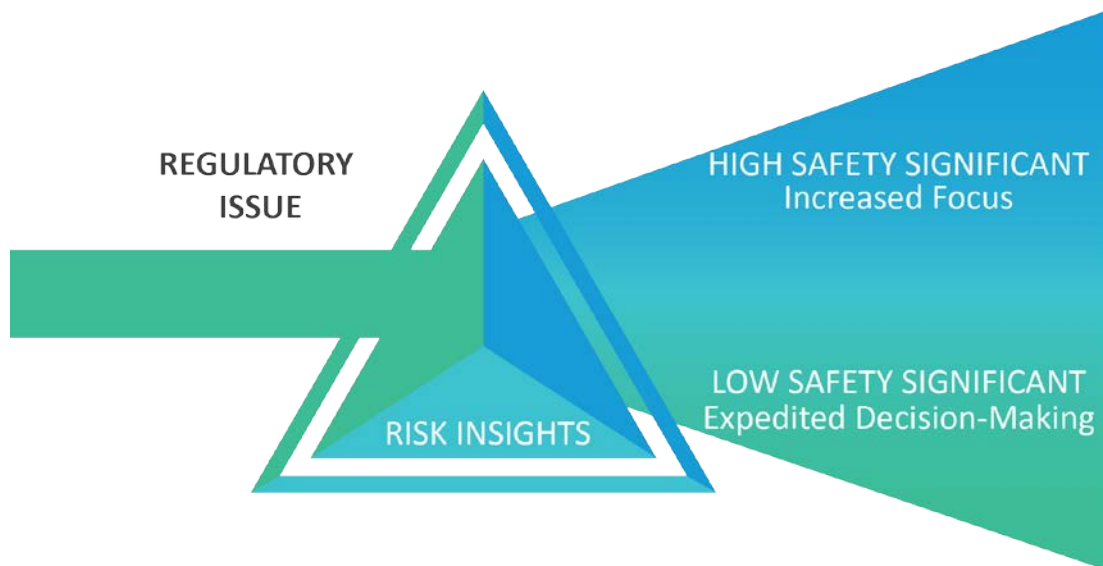 REGULATORY
ISSUE
HIGH SAFETY SIGNIFICANT
Increased Focus
LOW SAFETY SIGNIFICANT
Expedited Decision-Making
RISK INSIGHTS